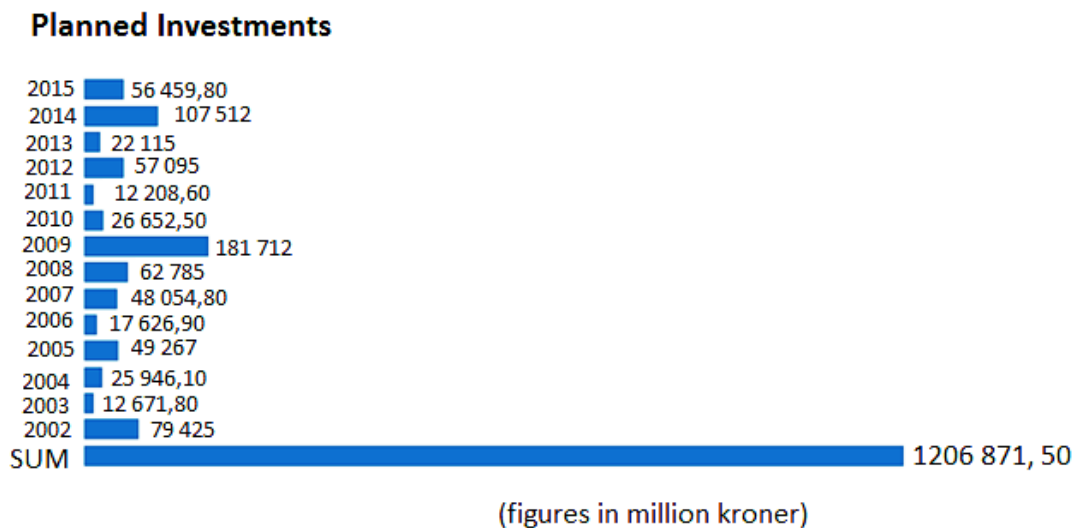 Planned Investments
2015 56 459,80
2014 107 512
2013 22 115
2012 57 095
2011 12 208,60
2010 26 652,50
2009 181 712
2008 62 785
2007 48 054,80
2006 17 626,90
2005 49 267
2004 25 946,10
2003 12 671,80
2002 79 425
SUM 1206 871, 50
(figures in million kroner)